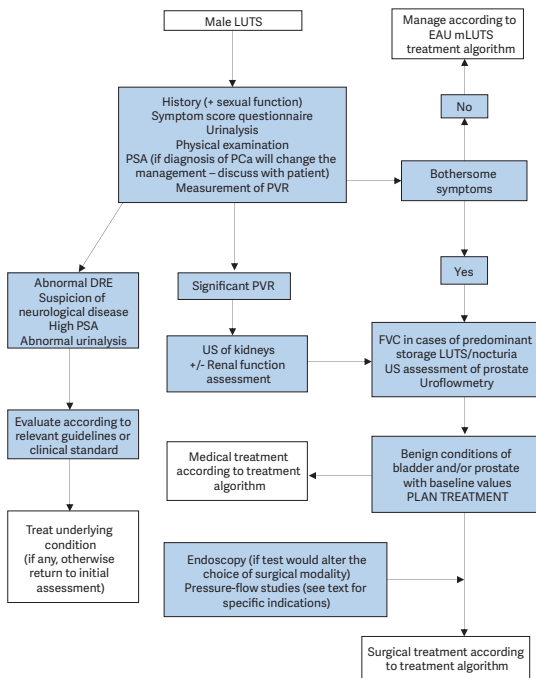 Male LUTS
Manage according to
EAU mLUTS
treatment algorithm
History (+ sexual function)
Symptom score questionnaire
Urinalysis
Physical examination
PSA (if diagnosis of PCa will change the
management – discuss with patient)
Measurement of PVR
No
Bothersome
symptoms
Yes
Abnormal DRE
Suspicion of
neurological disease
High PSA
Abnormal urinalysis
Significant PVR
US of kidneys
+/- Renal function
assessment
FVC in cases of predominant
storage LUTS/nocturia
US assessment of prostate
Uroflowmetry
Evaluate according to
relevant guidelines or
clinical standard
Medical treatment
according to treatment
algorithm
Benign conditions of
bladder and/or prostate
with baseline values
PLAN TREATMENT
Treat underlying
condition
(if any, otherwise
return to initial
assessment)
Endoscopy (if test would alter the
choice of surgical modality)
Pressure-flow studies (see text for
specific indications)
Surgical treatment according
to treatment algorithm